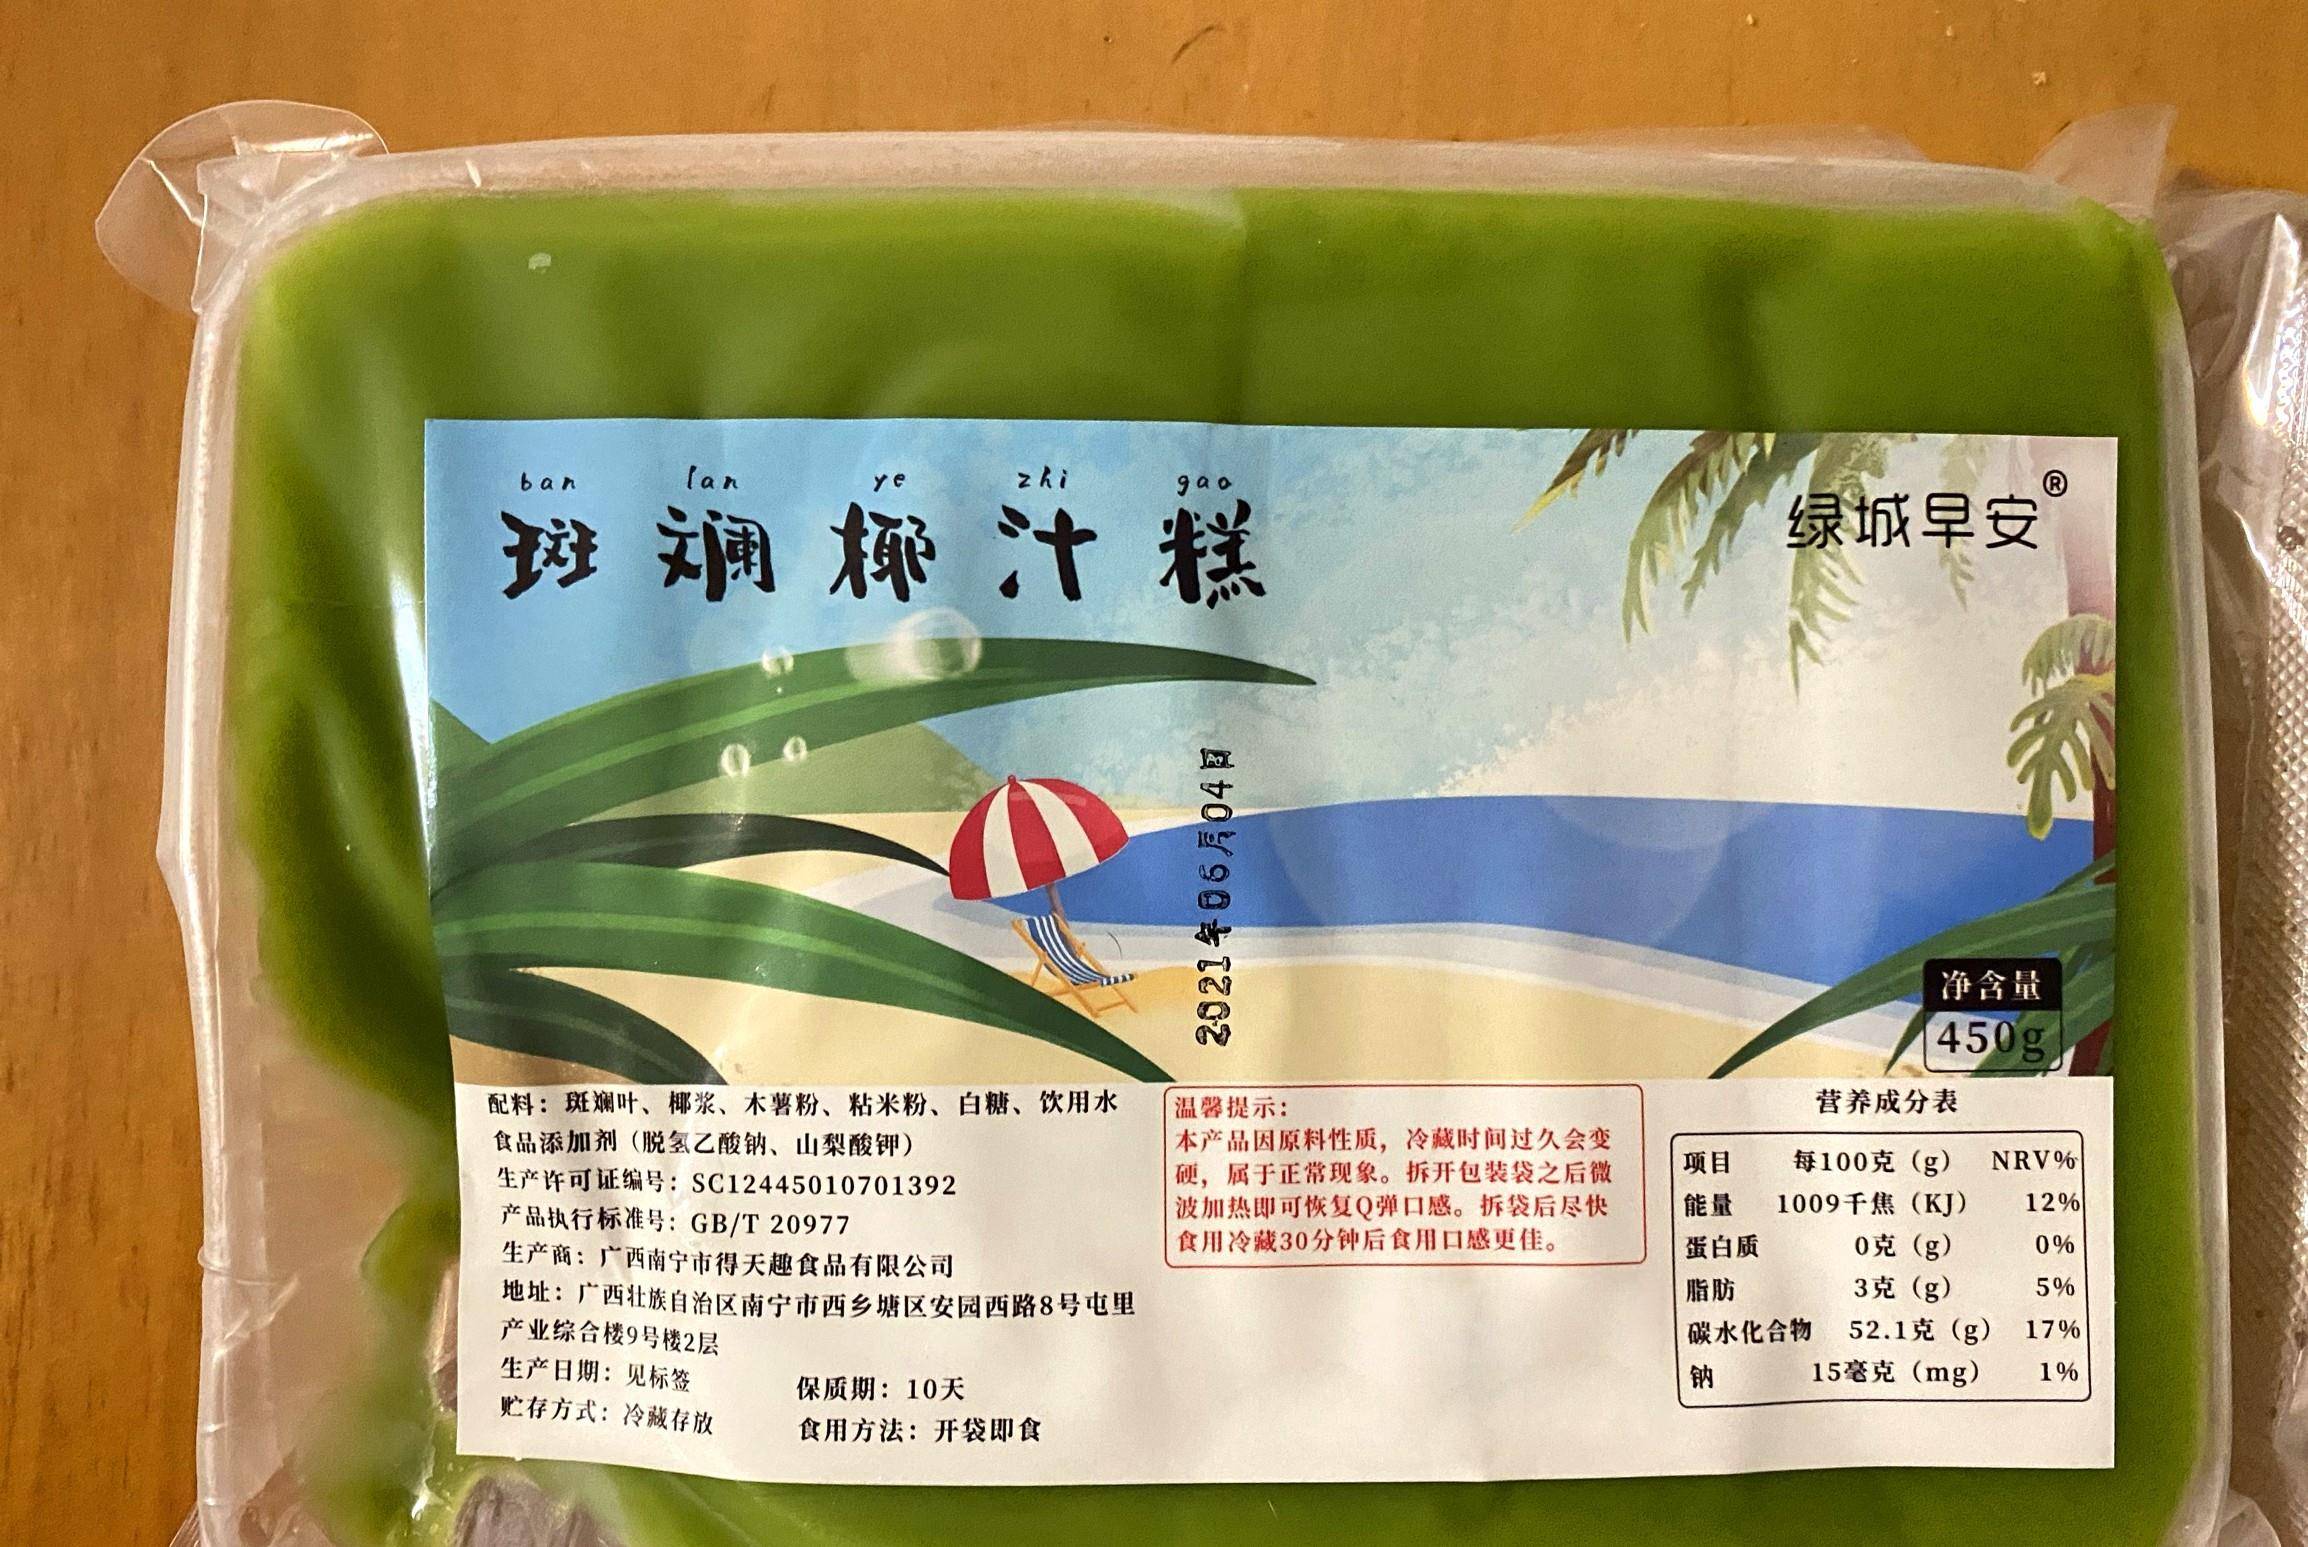 ban lan ye zhi gao
斑斓椰汁糕
绿城早安®
2021年06月04日
净含量
450g
配料：斑斓叶、椰浆、木薯粉、粘米粉、白糖、饮用水
食品添加剂（脱氢乙酸钠、山梨酸钾）
生产许可证编号：SC12445010701392
产品执行标准号：GB/T 20977
生产商：广西南宁市得天趣食品有限公司
地址：广西壮族自治区南宁市西乡塘区安园西路8号屯里
产业综合楼9号楼2层
生产日期：见标签
贮存方式：冷藏存放
保质期：10天
食用方法：开袋即食
温馨提示：
本产品因原料性质，冷藏时间过久会变
硬，属于正常现象。拆开包装袋之后微
波加热即可恢复Q弹口感。拆袋后尽快
食用冷藏30分钟后食用口感更佳。
营养成分表
项目 每100克（g） NRV%
能量 1009千焦（KJ） 12%
蛋白质 0克（g） 0%
脂肪 3克（g） 5%
碳水化合物 52.1克（g） 17%
钠 15毫克（mg） 1%